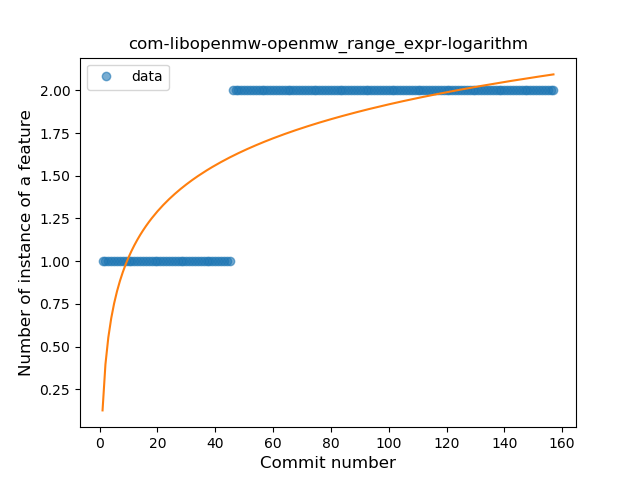 com-libopenmw-openmw_range_expr-logarithm
data
Number of instance of a feature
2.00
1.75
1.50
1.25
1.00
0.75
0.50
0.25
0 20 40 60 80 100 120 140 160
Commit number